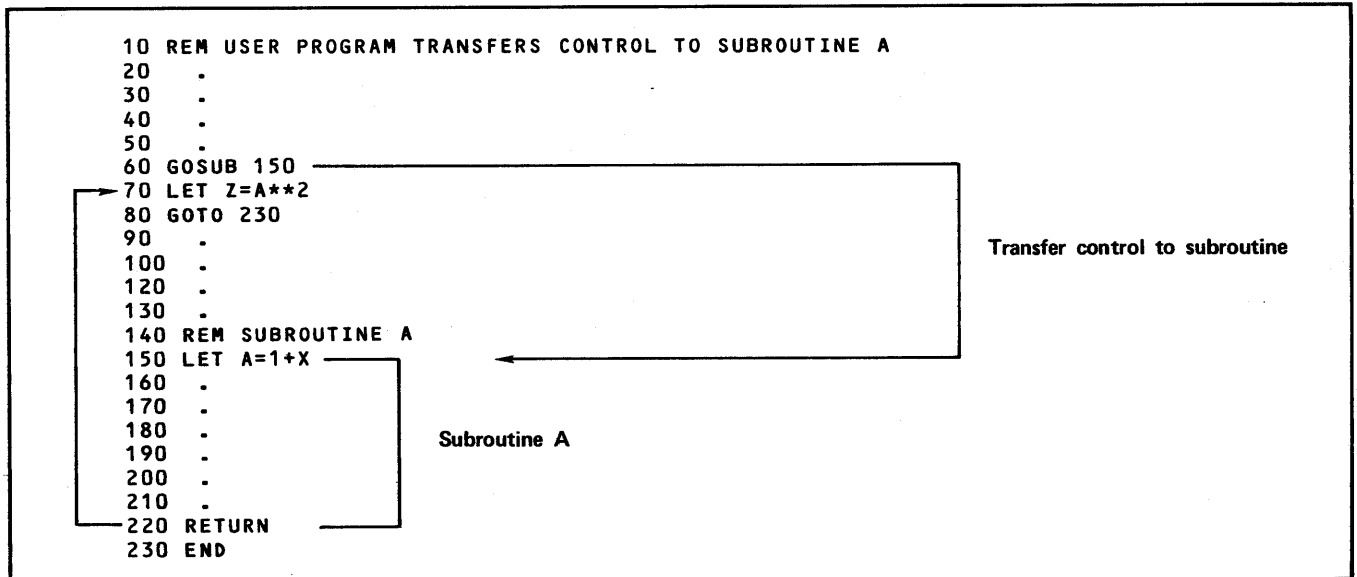 10 REM USER PROGRAM TRANSFERS CONTROL TO SUBROUTINE A
20 .
30 .
40 .
50 .
60 GOSUB 150
70 LET Z=A**2
80 GOTO 230
90 .
Transfer control to subroutine
100 .
120 .
130 .
140 REM SUBROUTINE A
150 LET A=1+X
160 .
170 .
180 .
Subroutine A
190 .
200 .
210 .
220 RETURN
230 END